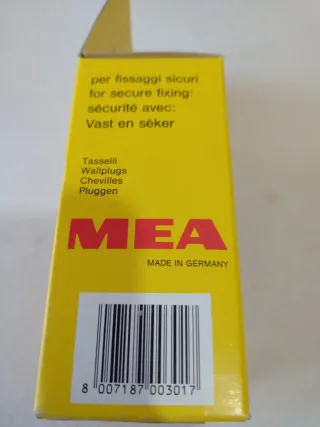 per fissaggi sicuri
for secure fixing:
sécurité avec:
Vast en sèker
Tasselli
Wallplugs
Chevilles
Pluggen
MEA
MADE IN GERMANY
8 007187 003017